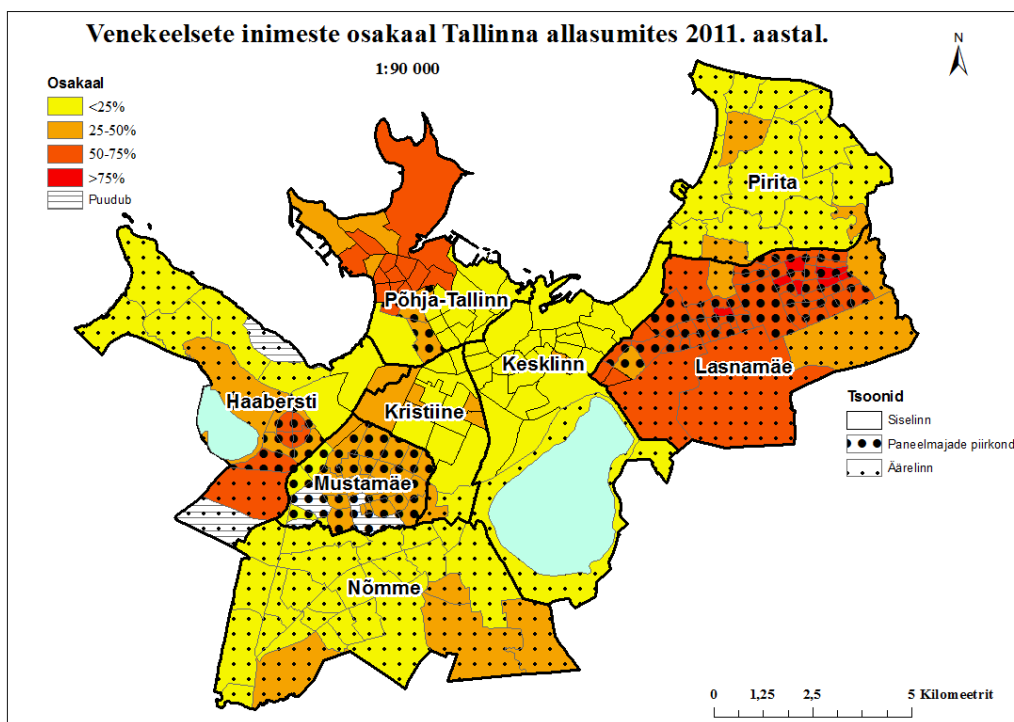 Venekeelsete inimeste osakaal Tallinna allasumites 2011. aastal.
1:90 000
N
Osakaal
<25%
25-50%
50-75%
>75%
Puudub
Pirita
Põhja-Tallinn
Kesklinn
Lasnamäe
Haabersti
Kristiine
Mustamäe
Nõmme
Tsoonid
Siselinn
Paneelmajade piirkond
Äärelinn
0 1,25 2,5 5 Kilomeetrit